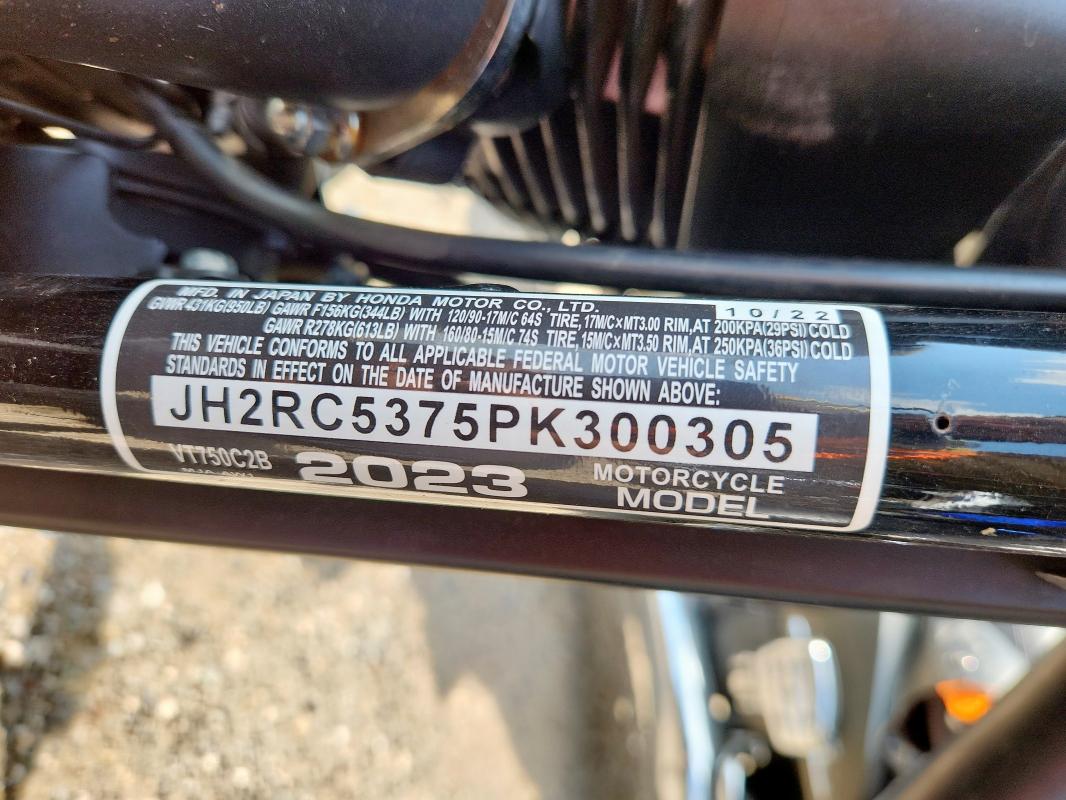 MFD. IN JAPAN BY HONDA MOTOR CO., LTD. 10/22
GVWR 431KG(950LB) GAWR F156KG(344LB) WITH 120/90-17M/C 64S TIRE,17M/C×MT3.00 RIM,AT 200KPA(29PSI)COLD
GAWR R278KG(613LB) WITH 160/80-15M/C 74S TIRE,15M/C×MT3.50 RIM,AT 250KPA(36PSI)COLD
THIS VEHICLE CONFORMS TO ALL APPLICABLE FEDERAL MOTOR VEHICLE SAFETY
STANDARDS IN EFFECT ON THE DATE OF MANUFACTURE SHOWN ABOVE:
JH2RC5375PK300305
VT750C2B 2023 MOTORCYCLE
MODEL